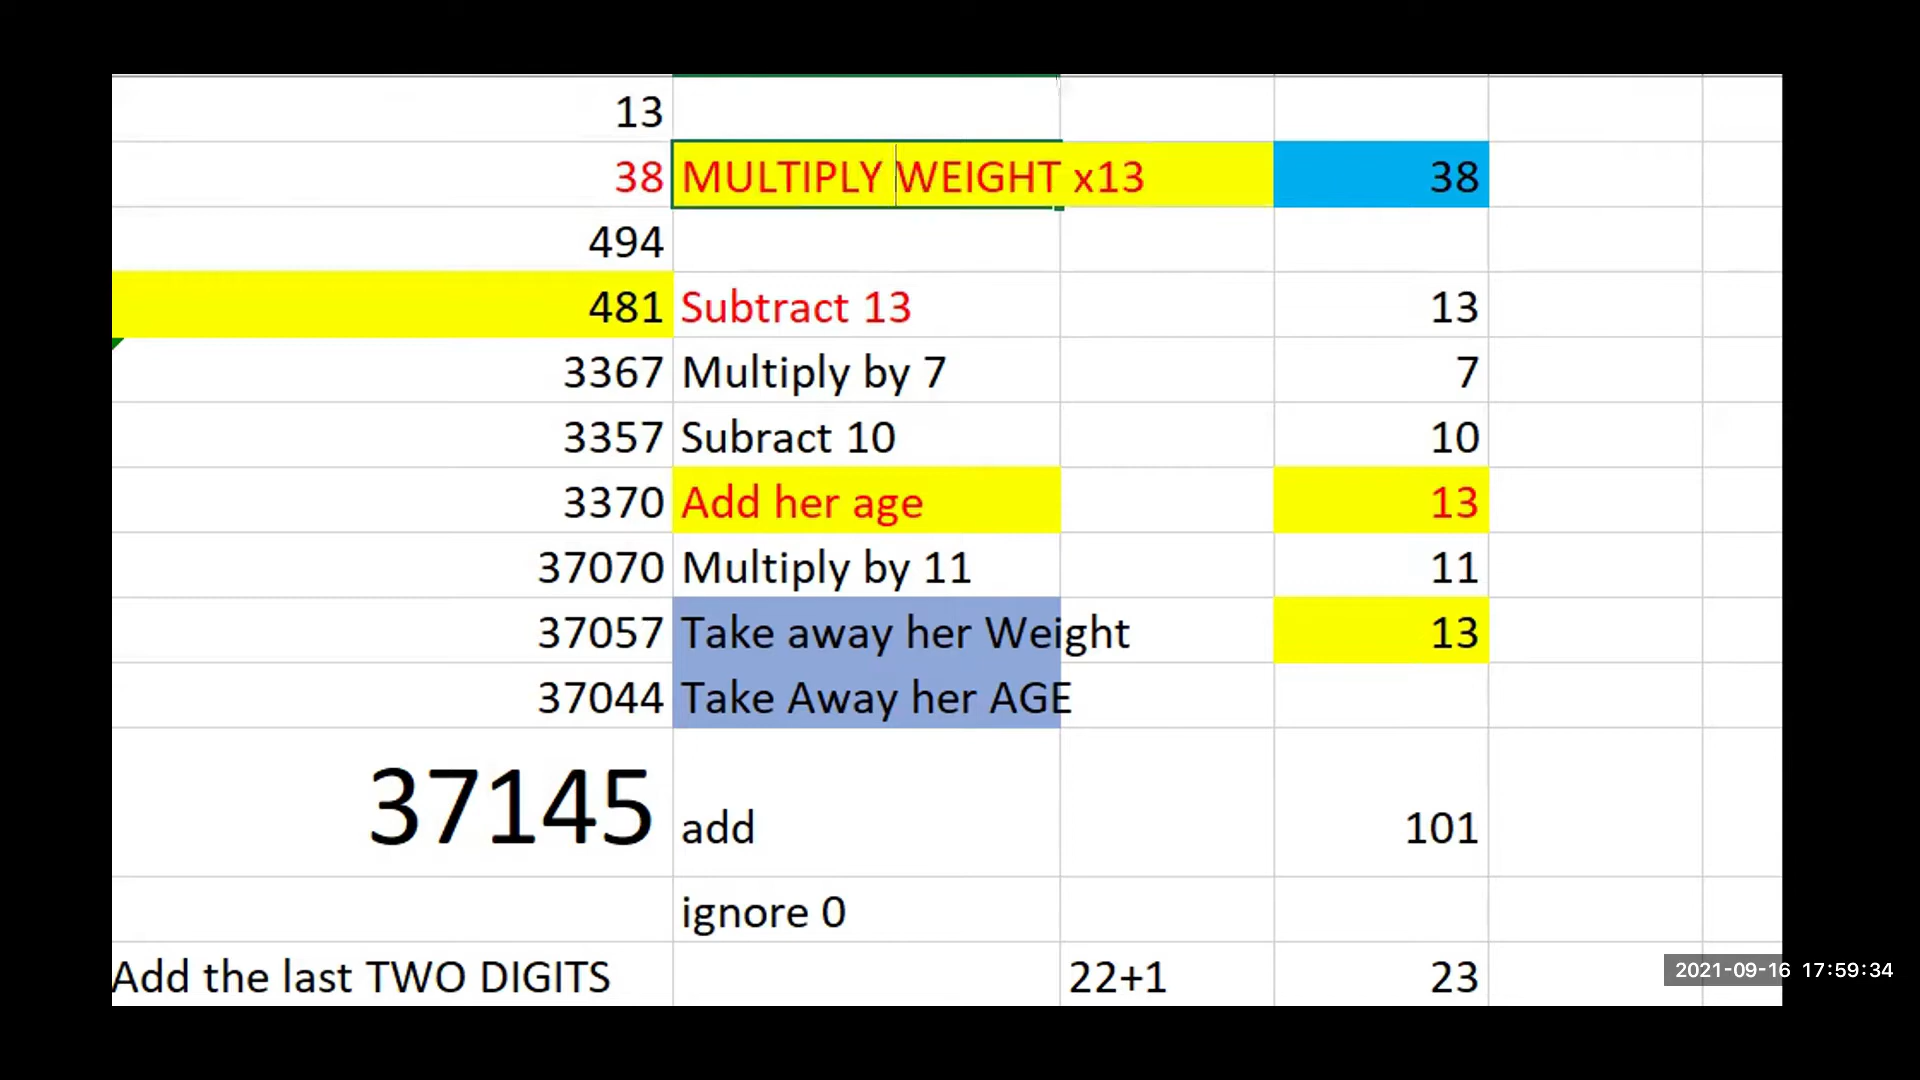 13
38 MULTIPLY WEIGHT x13 38
494
481 Subtract 13 13
3367 Multiply by 7 7
3357 Subract 10 10
3370 Add her age 13
37070 Multiply by 11 11
37057 Take away her Weight 13
37044 Take Away her AGE
37145 add 101
ignore 0
Add the last TWO DIGITS 22+1 23
2021-09-16 17:59:34